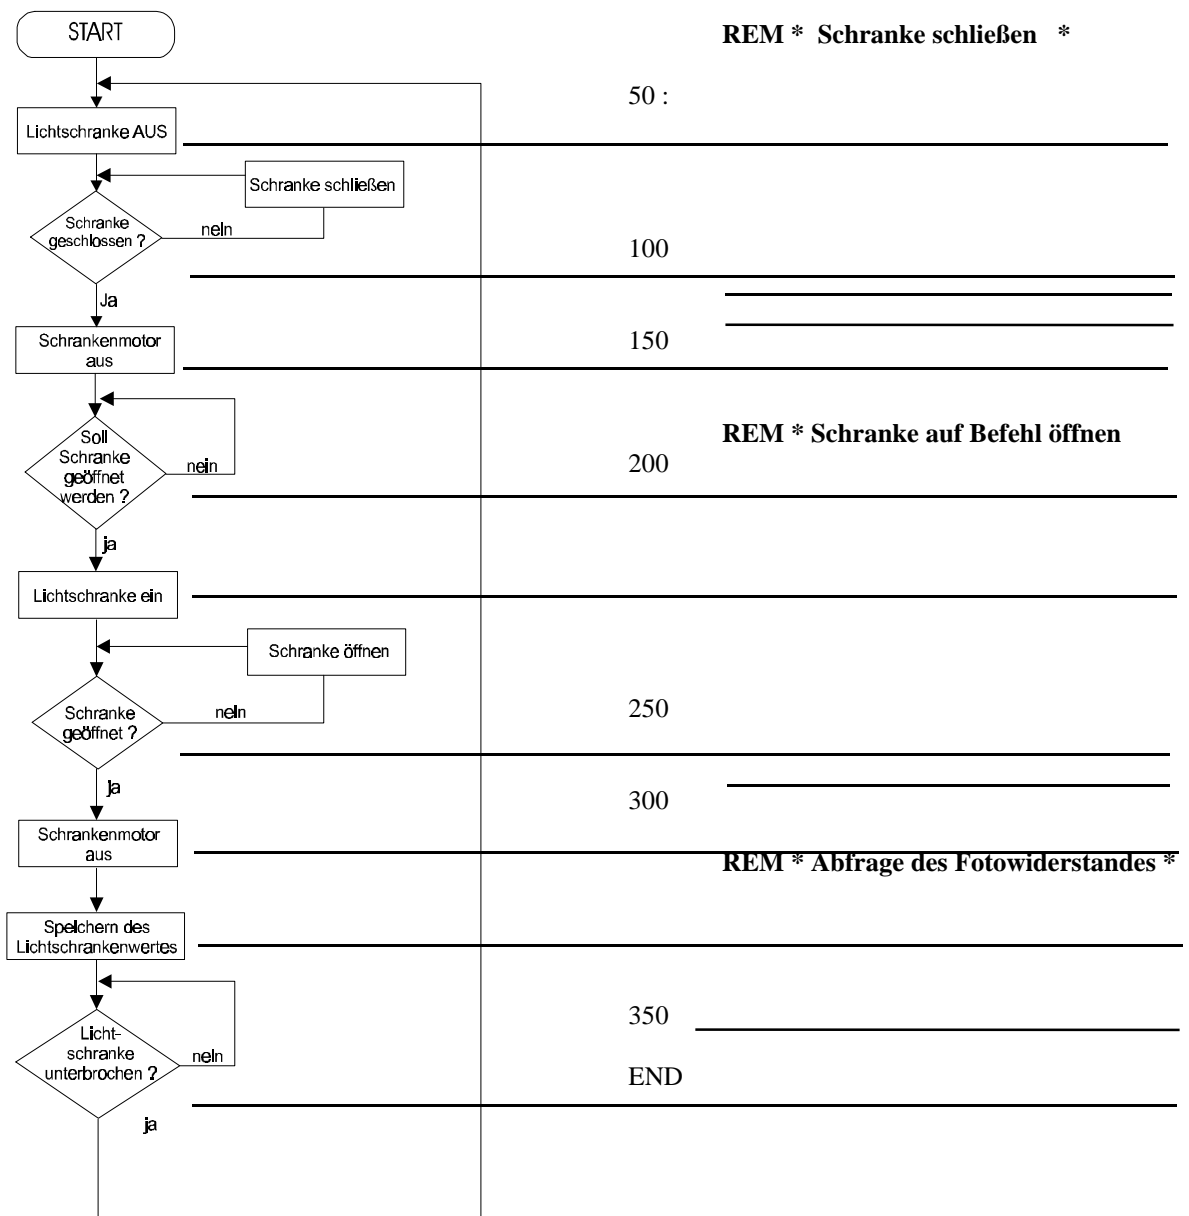 START
REM *  Schranke schließen   *
50 :
Lichtschranke AUS
Schranke schließen
Schranke
geschlossen ?
nein
100
Ja
Schrankenmotor
aus
150
REM * Schranke auf Befehl öffnen
Soll
Schranke
geöffnet
werden ?
nein
200
ja
Lichtschranke ein
Schranke öffnen
Schranke
geöffnet ?
nein
250
ja
300
Schrankenmotor
aus
REM * Abfrage des Fotowiderstandes *
Speichern des
Lichtschrankenwertes
350
Licht-
schranke
unterbrochen ?
nein
END
ja